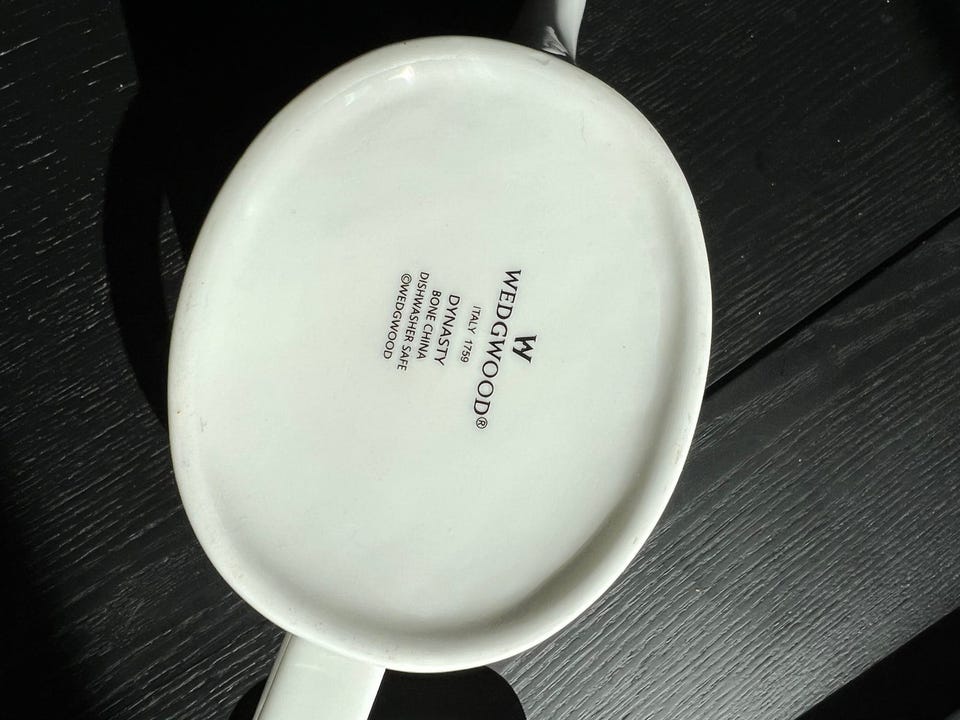 W
WEDGWOOD®
ITALY 1759
DYNASTY
BONE CHINA
DISHWASHER SAFE
©WEDGWOOD